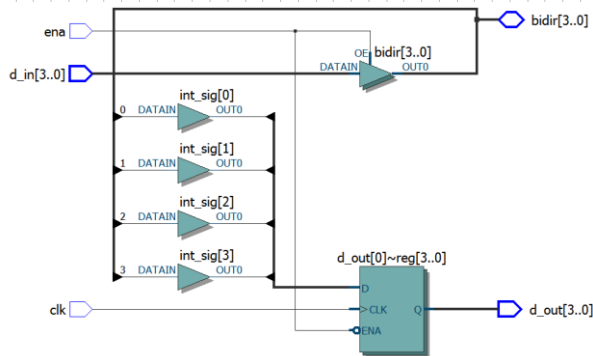 bidir[3..0]
ena
OE
bidir[3..0]
d_in[3..0]
DATAIN
OUT0
int_sig[0]
0
DATAIN
OUT0
int_sig[1]
1
DATAIN
OUT0
int_sig[2]
2
DATAIN
OUT0
int_sig[3]
3
DATAIN
OUT0
d_out[0]~reg[3..0]
D
clk
>CLK
Q
d_out[3..0]
ENA